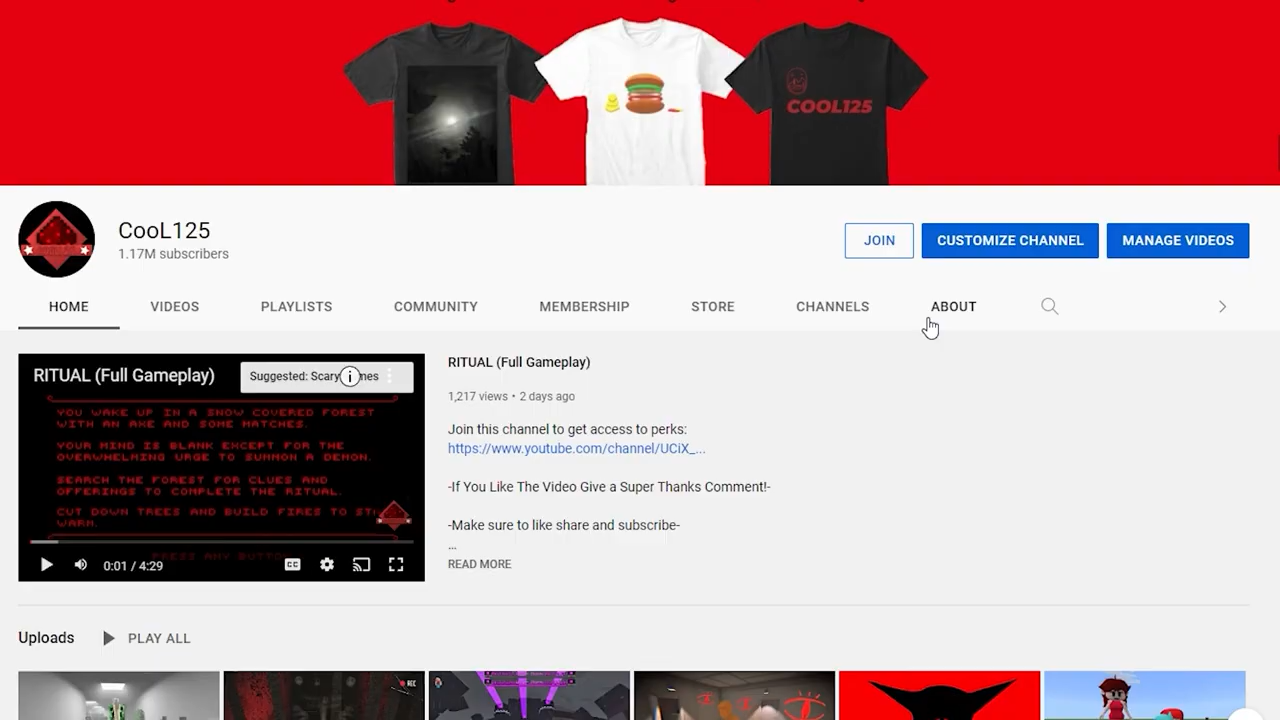 COOL125
CooL125
1.17M subscribers
JOIN
CUSTOMIZE CHANNEL
MANAGE VIDEOS
HOME
VIDEOS
PLAYLISTS
COMMUNITY
MEMBERSHIP
STORE
CHANNELS
ABOUT
RITUAL (Full Gameplay)
Suggested: Scary
YOU WAKE UP IN A SNOW COVERED FOREST
WITH AN AXE AND SOME MATCHES.
YOUR MIND IS BLANK EXCEPT FOR THE
OVERWHELMING URGE TO SUMMON A DEMON.
SEARCH THE FOREST FOR CLUES AND
OFFERINGS TO COMPLETE THE RITUAL.
CUT DOWN TREES AND BUILD FIRES TO
WARM.
PRESS ANY BUTTON
CC
0:01 / 4:29
RITUAL (Full Gameplay)
1,217 views • 2 days ago
Join this channel to get access to perks:
https://www.youtube.com/channel/UCiX_...
-If You Like The Video Give a Super Thanks Comment!-
-Make sure to like share and subscribe-
...
READ MORE
Uploads
PLAY ALL
REC